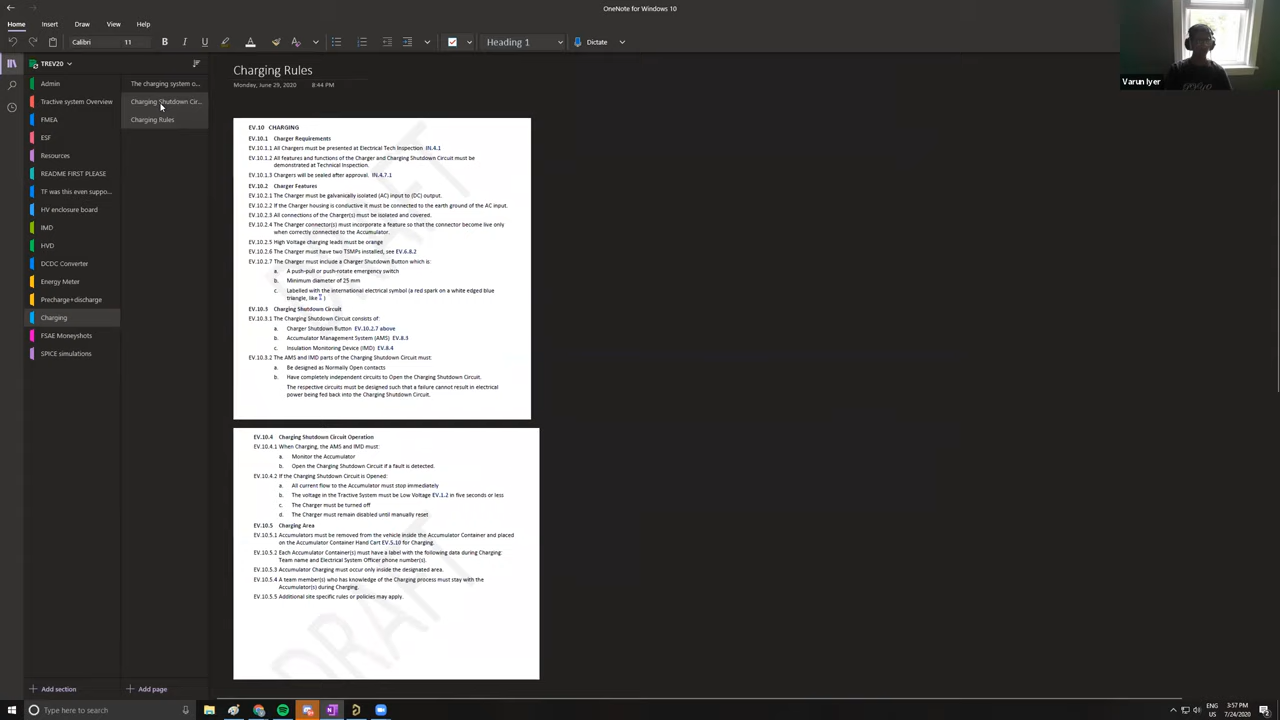 OneNote for Windows 10
Home Insert Draw View Help
Calibri 11 B I U A Heading 1 Dictate
TREV20
Admin
Tractive system Overview
FMEA
ESF
Resources
README FIRST PLEASE
TF was this even suppo...
HV enclosure board
IMD
HVD
DCDC Converter
Energy Meter
Precharge+discharge
Charging
FSAE Moneyshots
SPICE simulations
Add section
The charging system o...
Charging Shutdown Cir...
Charging Rules
Add page
Charging Rules
Monday, June 29, 2020 8:44 PM
EV.10 CHARGING
EV.10.1 Charger Requirements
EV.10.1.1 All Chargers must be presented at Electrical Tech Inspection IN.4.1
EV.10.1.2 All features and functions of the Charger and Charging Shutdown Circuit must be
demonstrated at Technical Inspection.
EV.10.1.3 Chargers will be sealed after approval. IN.4.7.1
EV.10.2 Charger Features
EV.10.2.1 The Charger must be galvanically isolated (AC) input to (DC) output.
EV.10.2.2 If the Charger housing is conductive it must be connected to the earth ground of the AC input.
EV.10.2.3 All connections of the Charger(s) must be isolated and covered.
EV.10.2.4 The Charger connector(s) must incorporate a feature so that the connector become live only
when correctly connected to the Accumulator.
EV.10.2.5 High Voltage charging leads must be orange
EV.10.2.6 The Charger must have two TSMPs installed, see EV.6.8.2
EV.10.2.7 The Charger must include a Charger Shutdown Button which is:
a. A push-pull or push-rotate emergency switch
b. Minimum diameter of 25 mm
c. Labelled with the international electrical symbol (a red spark on a white edged blue
triangle, like )
EV.10.3 Charging Shutdown Circuit
EV.10.3.1 The Charging Shutdown Circuit consists of:
a. Charger Shutdown Button EV.10.2.7 above
b. Accumulator Management System (AMS) EV.8.3
c. Insulation Monitoring Device (IMD) EV.8.4
EV.10.3.2 The AMS and IMD parts of the Charging Shutdown Circuit must:
a. Be designed as Normally Open contacts
b. Have completely independent circuits to Open the Charging Shutdown Circuit.
The respective circuits must be designed such that a failure cannot result in electrical
power being fed back into the Charging Shutdown Circuit.
DRAFT
EV.10.4 Charging Shutdown Circuit Operation
EV.10.4.1 When Charging, the AMS and IMD must:
a. Monitor the Accumulator
b. Open the Charging Shutdown Circuit if a fault is detected.
EV.10.4.2 If the Charging Shutdown Circuit is Opened:
a. All current flow to the Accumulator must stop immediately
b. The voltage in the Tractive System must be Low Voltage EV.1.2 in five seconds or less
c. The Charger must be turned off
d. The Charger must remain disabled until manually reset
EV.10.5 Charging Area
EV.10.5.1 Accumulators must be removed from the vehicle inside the Accumulator Container and placed
on the Accumulator Container Hand Cart EV.5.10 for Charging.
EV.10.5.2 Each Accumulator Container(s) must have a label with the following data during Charging:
Team name and Electrical System Officer phone number(s).
EV.10.5.3 Accumulator Charging must occur only inside the designated area.
EV.10.5.4 A team member(s) who has knowledge of the Charging process must stay with the
Accumulator(s) during Charging.
EV.10.5.5 Additional site specific rules or policies may apply.
DRAFT
Varun Iyer
Type here to search
ENG
US
3:57 PM
7/24/2020